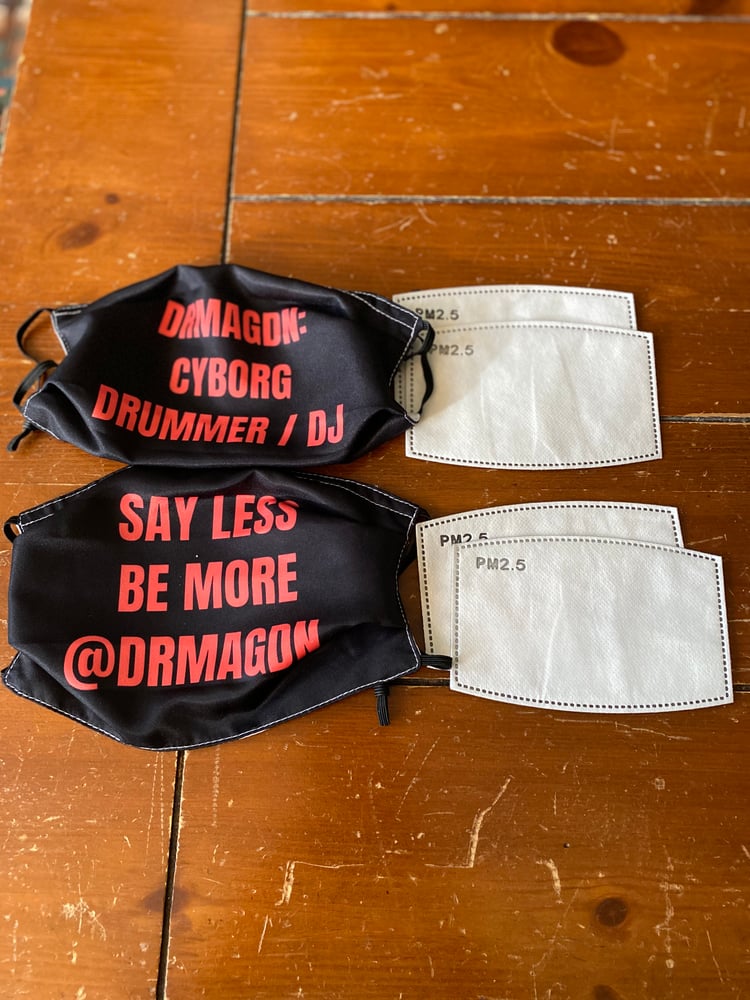 DRMAGON:
CYBORG
DRUMMER / DJ
PM2.5
PM2.5
SAY LESS
BE MORE
@DRMAGON
PM2.5
PM2.5